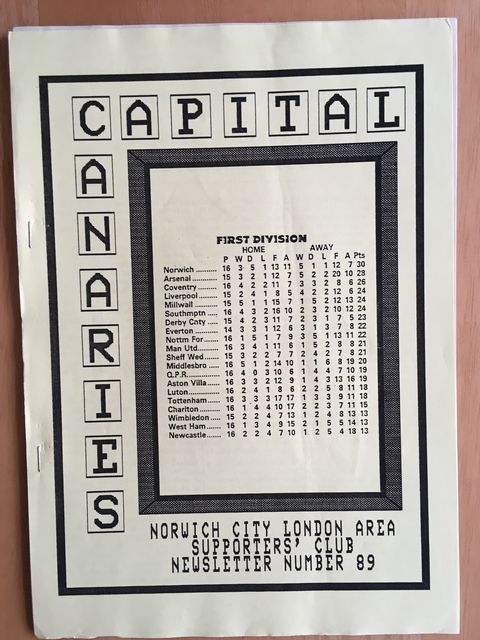 CAPITAL
CANARIES
FIRST DIVISION
HOME AWAY
P W D L F A W D L F A Pts
Norwich .......... 16 3 5 1 13 11 5 1 1 12 7 30
Arsenal .......... 15 3 2 1 12 7 5 2 2 20 10 28
Coventry ........ 16 4 2 2 11 7 3 3 2 8 6 26
Liverpool ........ 15 2 4 1 8 5 4 2 2 12 6 24
Millwall .......... 15 5 1 1 15 7 1 5 2 12 13 24
Southmptn .... 16 4 3 2 16 10 2 3 2 10 12 24
Derby Cnty .... 15 4 2 3 11 7 2 3 1 7 5 23
Everton .......... 14 3 3 1 12 6 3 1 3 7 8 22
Nottm For ...... 16 1 5 1 7 9 3 5 1 13 11 22
Man Utd......... 16 3 4 1 11 6 1 5 2 8 8 21
Sheff Wed ..... 15 3 2 2 7 7 2 4 2 7 8 21
Middlesbro .... 16 5 1 2 14 10 1 1 6 8 19 20
Q.P.R.............. 16 4 0 3 10 6 1 4 4 7 10 19
Aston Villa ...... 16 3 3 2 12 9 1 4 3 13 16 19
Luton ............. 16 2 4 1 8 6 2 2 5 8 11 18
Tottenham...... 16 3 3 3 17 17 1 3 3 9 11 18
Charlton ......... 16 1 4 4 10 17 2 2 3 7 11 15
Wimbledon .... 15 2 2 4 7 13 1 2 4 8 13 13
West Ham ...... 16 1 3 4 9 15 2 1 5 5 14 13
Newcastle....... 16 2 2 4 7 10 1 2 5 4 18 13
NORWICH CITY LONDON AREA
SUPPORTERS' CLUB
NEWSLETTER NUMBER 89